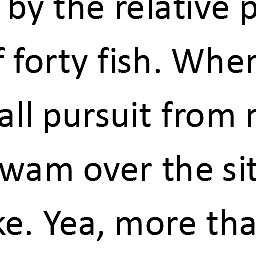 by the relative p
f forty fish. When
all pursuit from
wam over the sit
ke. Yea, more tha